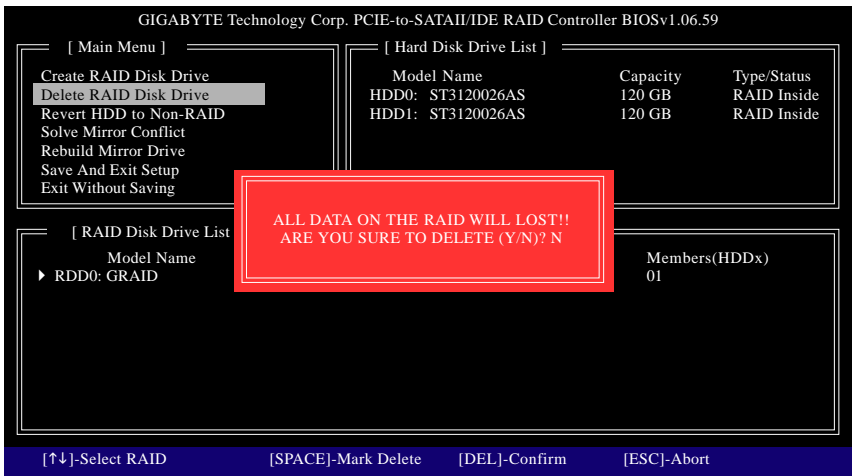 GIGABYTE Technology Corp. PCIE-to-SATAII/IDE RAID Controller BIOSv1.06.59
[ Main Menu ]
Create RAID Disk Drive
Delete RAID Disk Drive
Revert HDD to Non-RAID
Solve Mirror Conflict
Rebuild Mirror Drive
Save And Exit Setup
Exit Without Saving
[ Hard Disk Drive List ]
Model Name Capacity Type/Status
HDD0: ST3120026AS 120 GB RAID Inside
HDD1: ST3120026AS 120 GB RAID Inside
ALL DATA ON THE RAID WILL LOST!!
ARE YOU SURE TO DELETE (Y/N)? N
[ RAID Disk Drive List
Model Name Members(HDDx)
RDD0: GRAID 01
[↑↓]-Select RAID [SPACE]-Mark Delete [DEL]-Confirm [ESC]-Abort